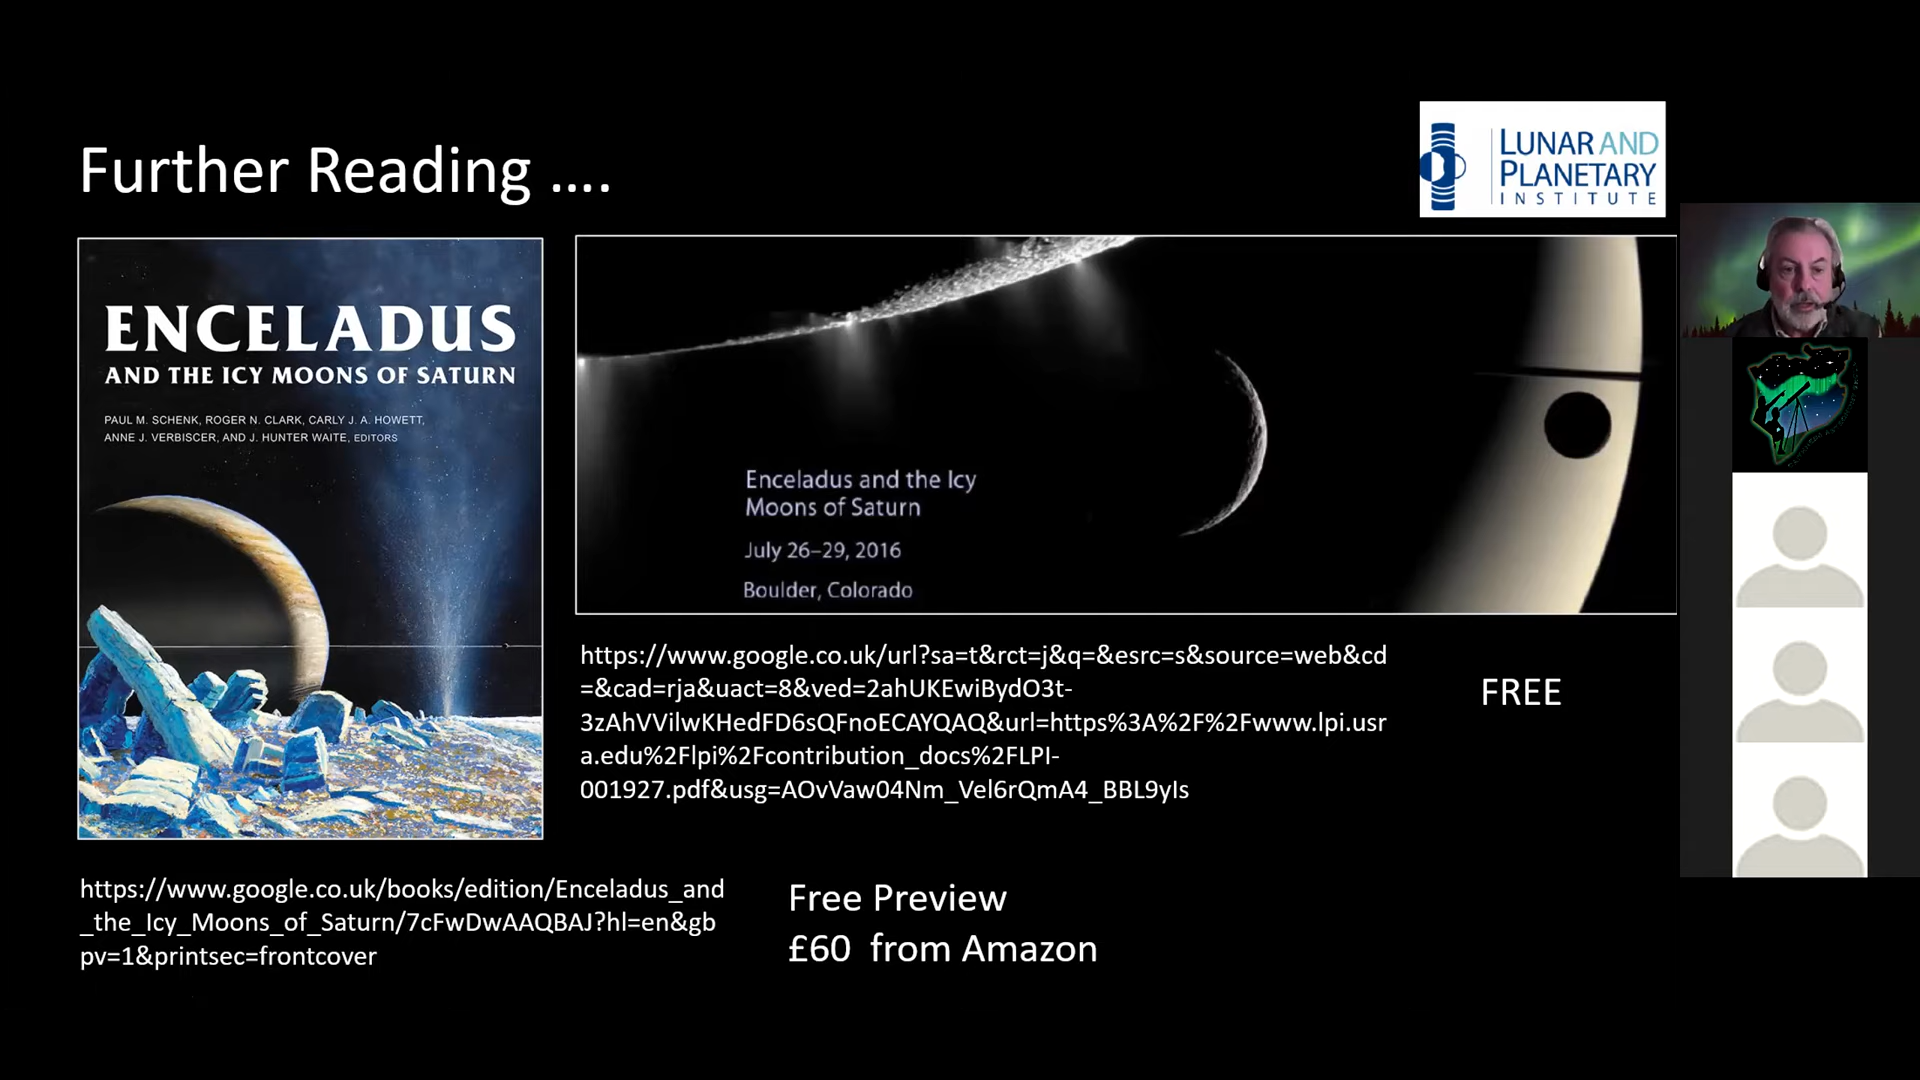 Further Reading ....
LUNAR AND
PLANETARY
INSTITUTE
ENCELADUS
AND THE ICY MOONS OF SATURN
PAUL M. SCHENK, ROGER N. CLARK, CARLY J. A. HOWETT,
ANNE J. VERBISCER, AND J. HUNTER WAITE, EDITORS
Enceladus and the Icy
Moons of Saturn
July 26–29, 2016
Boulder, Colorado
https://www.google.co.uk/url?sa=t&rct=j&q=&esrc=s&source=web&cd
=&cad=rja&uact=8&ved=2ahUKEwiBydO3t-
3zAhVVilwKHedFD6sQFnoECAYQAQ&url=https%3A%2F%2Fwww.lpi.usr
a.edu%2Flpi%2Fcontribution_docs%2FLPI-
001927.pdf&usg=AOvVaw04Nm_Vel6rQmA4_BBL9yIs
FREE
https://www.google.co.uk/books/edition/Enceladus_and
_the_Icy_Moons_of_Saturn/7cFwDwAAQBAJ?hl=en&gb
pv=1&printsec=frontcover
Free Preview
£60 from Amazon